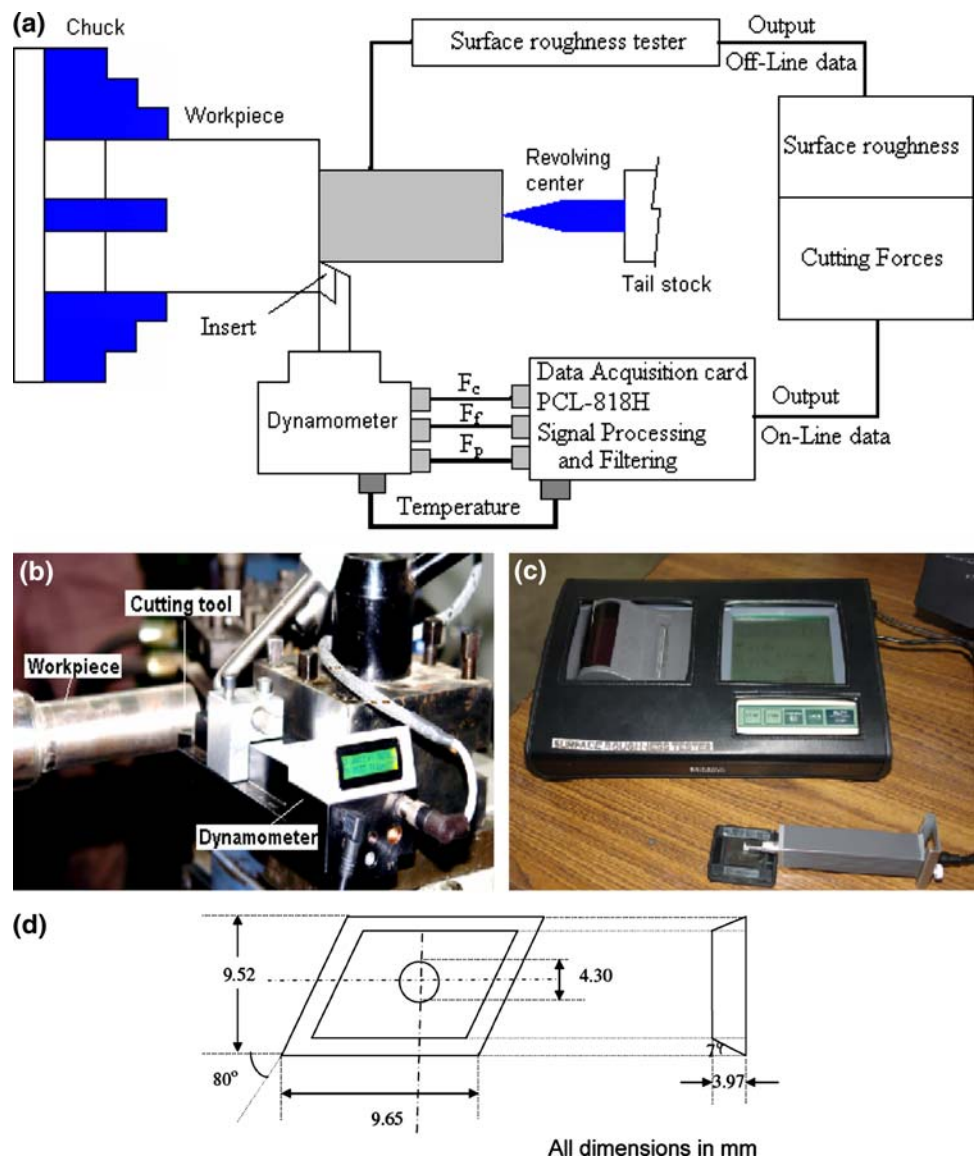 (a)
Chuck
Workpiece
Surface roughness tester
Output
Off-Line data
Surface roughness
Cutting Forces
Revolving
center
Tail stock
Insert
Dynamometer
Fc
Ff
Fp
Temperature
Data Acquisition card
PCL-818H
Signal Processing
and Filtering
Output
On-Line data
(b)
Cutting tool
Workpiece
Dynamometer
(c)
SURFACE ROUGHNESS TESTER
(d)
9.52
4.30
80°
9.65
7°
3.97
All dimensions in mm